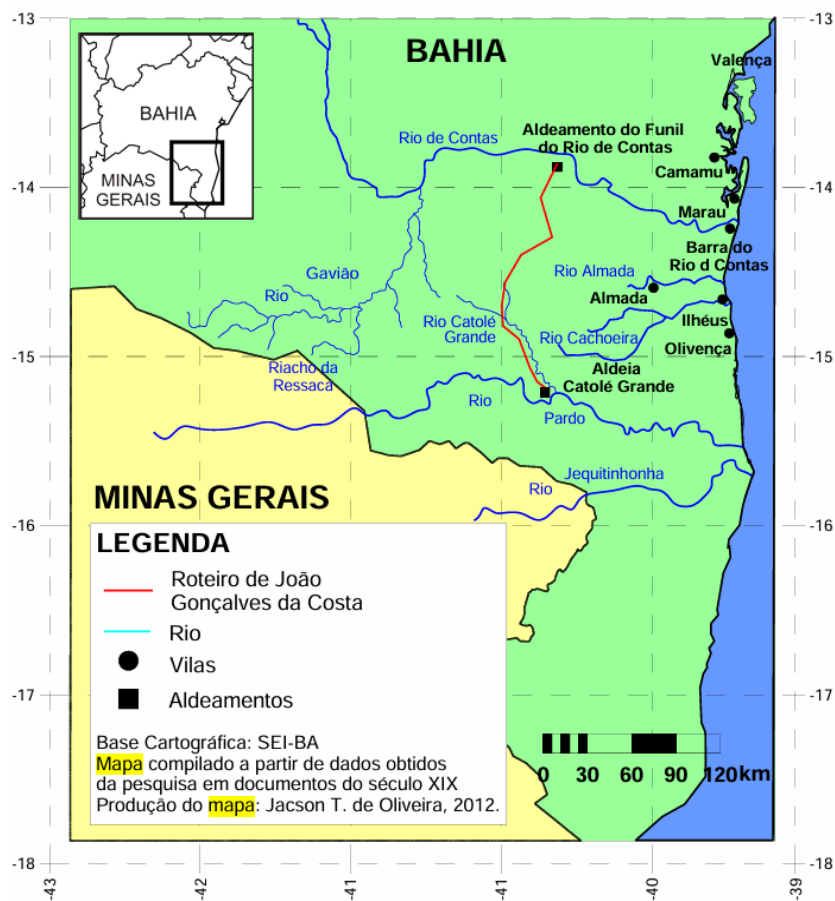 -13
-13
BAHIA
Valença
BAHIA
MINAS
GERAIS
Rio de Contas
Aldeamento do Funil
do Rio de Contas
Camamu
-14
-14
Marau
Barra do
Rio d Contas
Rio Almada
Gavião
Rio
Almada
Rio Catolé
Grande
Rio Cachoeira
Ilhéus
Olivença
-15
-15
Riacho da
Ressaca
Aldeia
Catolé Grande
Rio
Pardo
Jequitinhonha
Rio
MINAS GERAIS
-16
-16
LEGENDA
Roteiro de João
Gonçalves da Costa
Rio
Vilas
Aldeamentos
-17
-17
Base Cartográfica: SEI-BA
Mapa compilado a partir de dados obtidos
da pesquisa em documentos do século XIX
Produção do mapa: Jacson T. de Oliveira, 2012.
0 30 60 90 120km
-18
-18
-43 -42 -41 -41 -40 -39